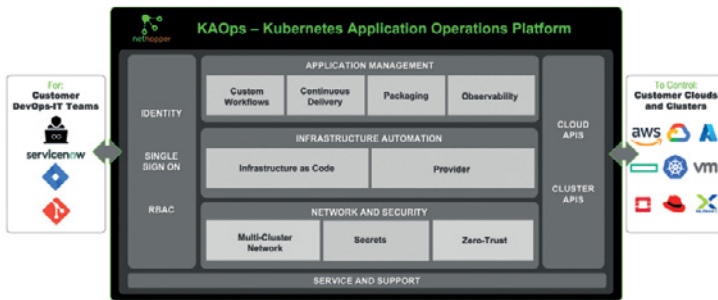 nethopper
KAOps – Kubernetes Application Operations Platform
For:
Customer
DevOps-IT Teams
servicenow
IDENTITY
SINGLE
SIGN ON
RBAC
APPLICATION MANAGEMENT
Custom
Workflows
Continuous
Delivery
Packaging
Observability
INFRASTRUCTURE AUTOMATION
Infrastructure as Code
Provider
NETWORK AND SECURITY
Multi-Cluster
Network
Secrets
Zero-Trust
CLOUD
APIS
CLUSTER
APIS
SERVICE AND SUPPORT
To Control:
Customer Clouds
and Clusters
aws
vm